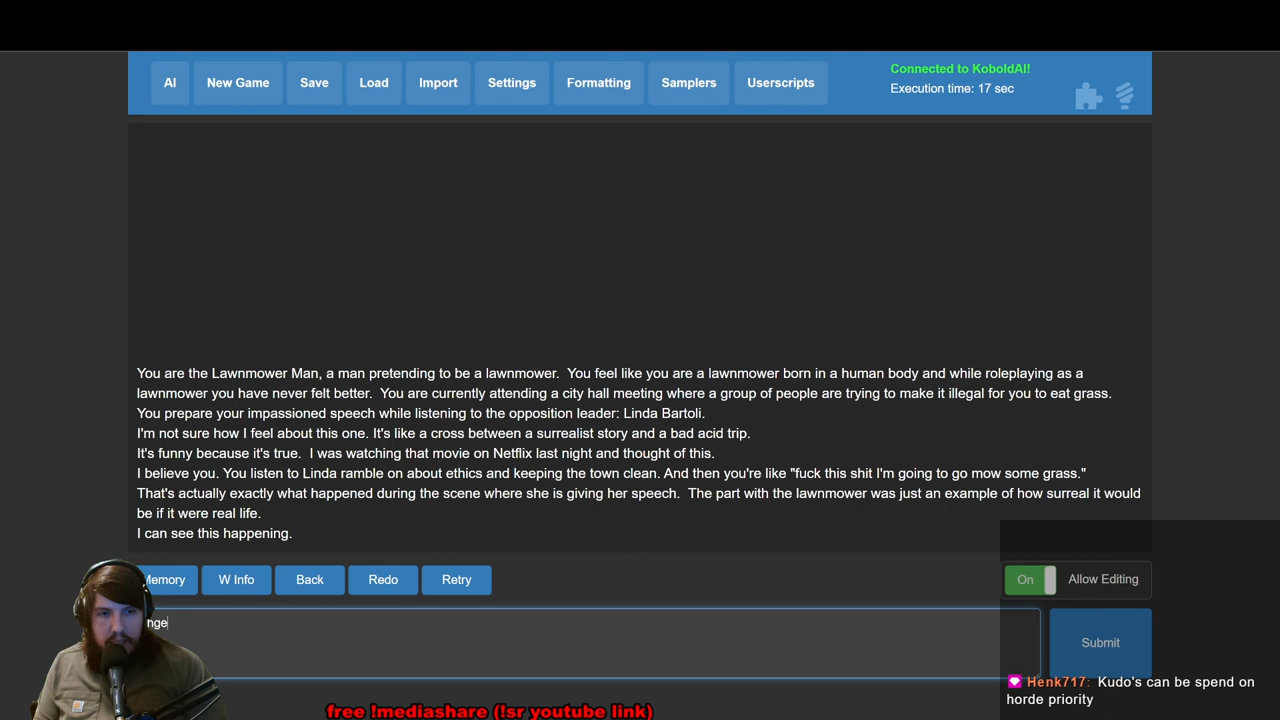 AI New Game Save Load Import Settings Formatting Samplers Userscripts
Connected to KoboldAI!
Execution time: 17 sec
You are the Lawnmower Man, a man pretending to be a lawnmower.  You feel like you are a lawnmower born in a human body and while roleplaying as a
lawnmower you have never felt better.  You are currently attending a city hall meeting where a group of people are trying to make it illegal for you to eat grass.
You prepare your impassioned speech while listening to the opposition leader: Linda Bartoli.
I'm not sure how I feel about this one. It's like a cross between a surrealist story and a bad acid trip.
It's funny because it's true.  I was watching that movie on Netflix last night and thought of this.
I believe you. You listen to Linda ramble on about ethics and keeping the town clean. And then you're like "fuck this shit I'm going to go mow some grass."
That's actually exactly what happened during the scene where she is giving her speech.  The part with the lawnmower was just an example of how surreal it would
be if it were real life.
I can see this happening.
Memory W Info Back Redo Retry
On Allow Editing
nge
Submit
Henk717: Kudo's can be spend on
horde priority
free !mediashare (!sr youtube link)